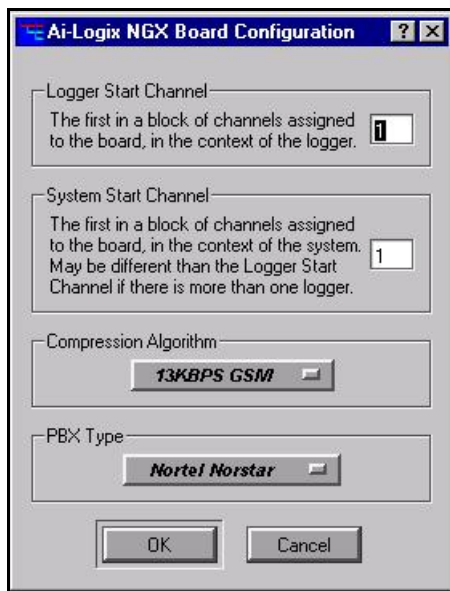 Ai-Logix NGX Board Configuration
Logger Start Channel
The first in a block of channels assigned
to the board, in the context of the logger.
1
System Start Channel
The first in a block of channels assigned
to the board, in the context of the system.
May be different than the Logger Start
Channel if there is more than one logger.
1
Compression Algorithm
13KBPS GSM
PBX Type
Nortel Norstar
OK Cancel